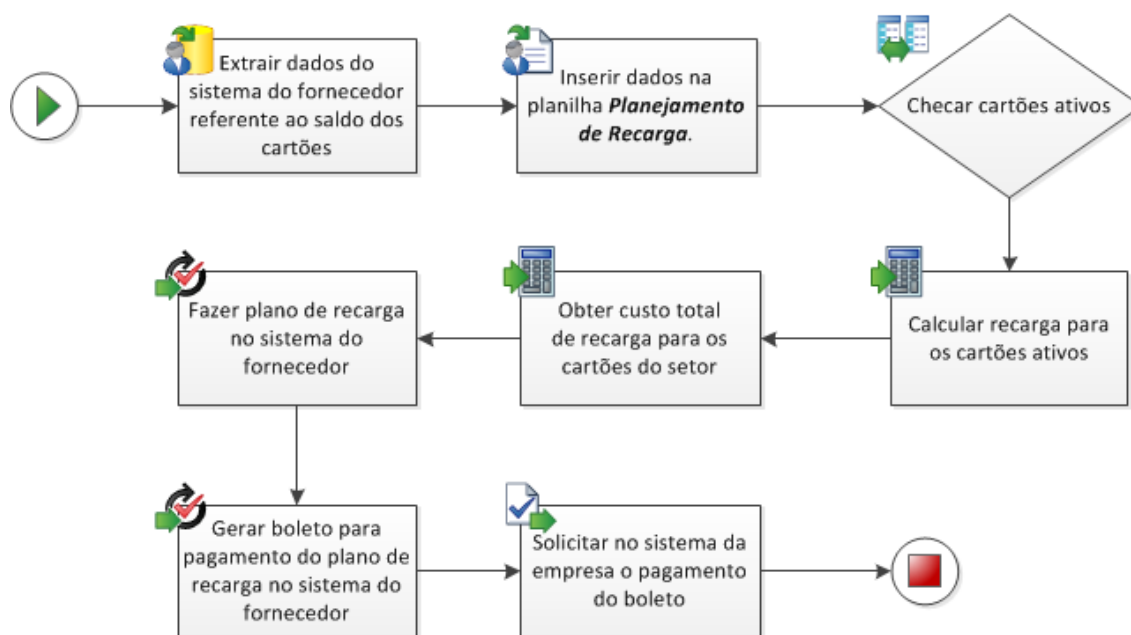 Extrair dados do
sistema do fornecedor
referente ao saldo dos
cartões
Inserir dados na
planilha Planejamento
de Recarga.
Checar cartões ativos
Calcular recarga para
os cartões ativos
Obter custo total
de recarga para os
cartões do setor
Fazer plano de recarga
no sistema do
fornecedor
Gerar boleto para
pagamento do plano de
recarga no sistema do
fornecedor
Solicitar no sistema da
empresa o pagamento
do boleto